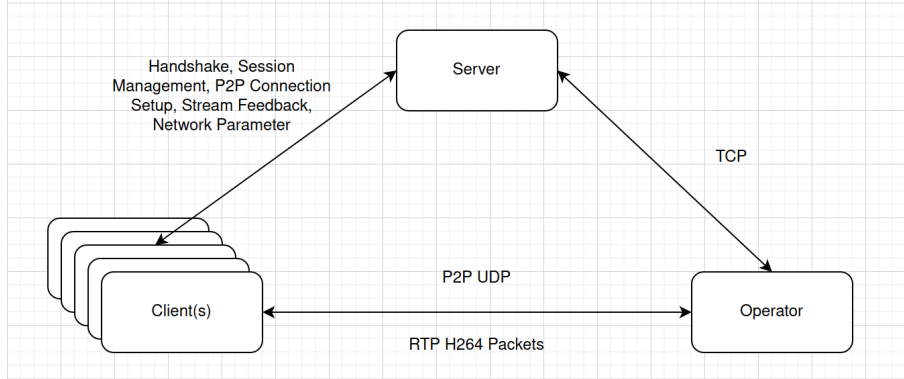 Handshake, Session
Management, P2P Connection
Setup, Stream Feedback,
Network Parameter
Server
TCP
P2P UDP
Client(s)
Operator
RTP H264 Packets